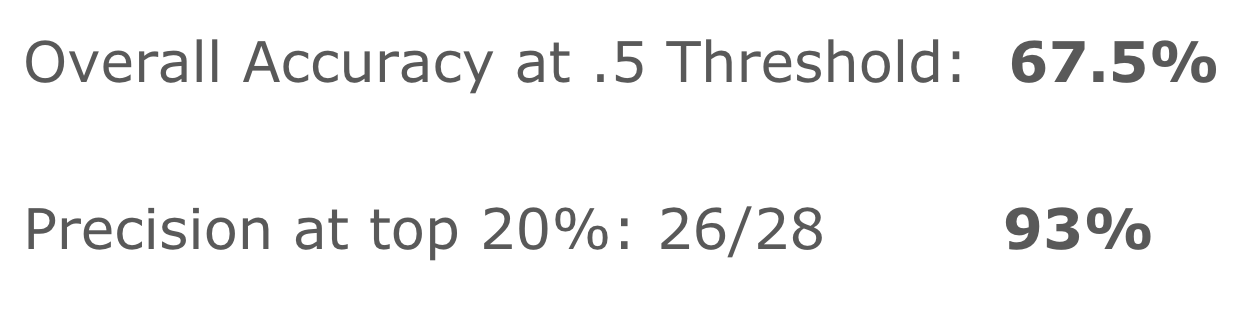 Overall Accuracy at .5 Threshold: 67.5%
Precision at top 20%: 26/28 93%